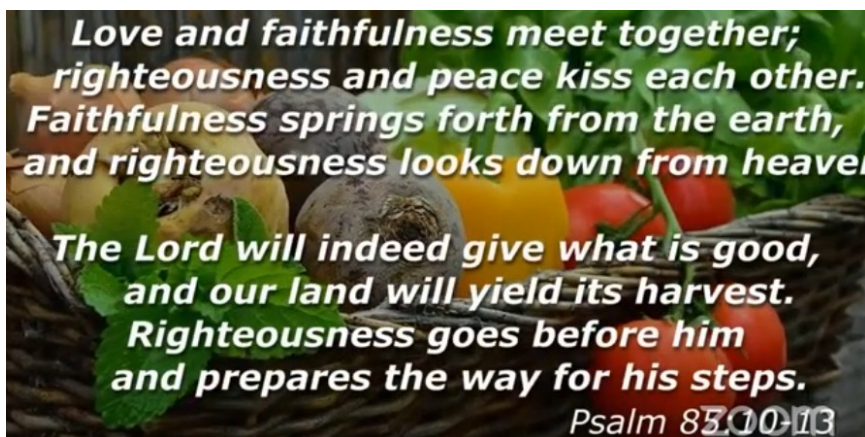 Love and faithfulness meet together;
righteousness and peace kiss each other.
Faithfulness springs forth from the earth,
and righteousness looks down from heave
The Lord will indeed give what is good,
and our land will yield its harvest.
Righteousness goes before him
and prepares the way for his steps.
Psalm 85:10-13
zoom